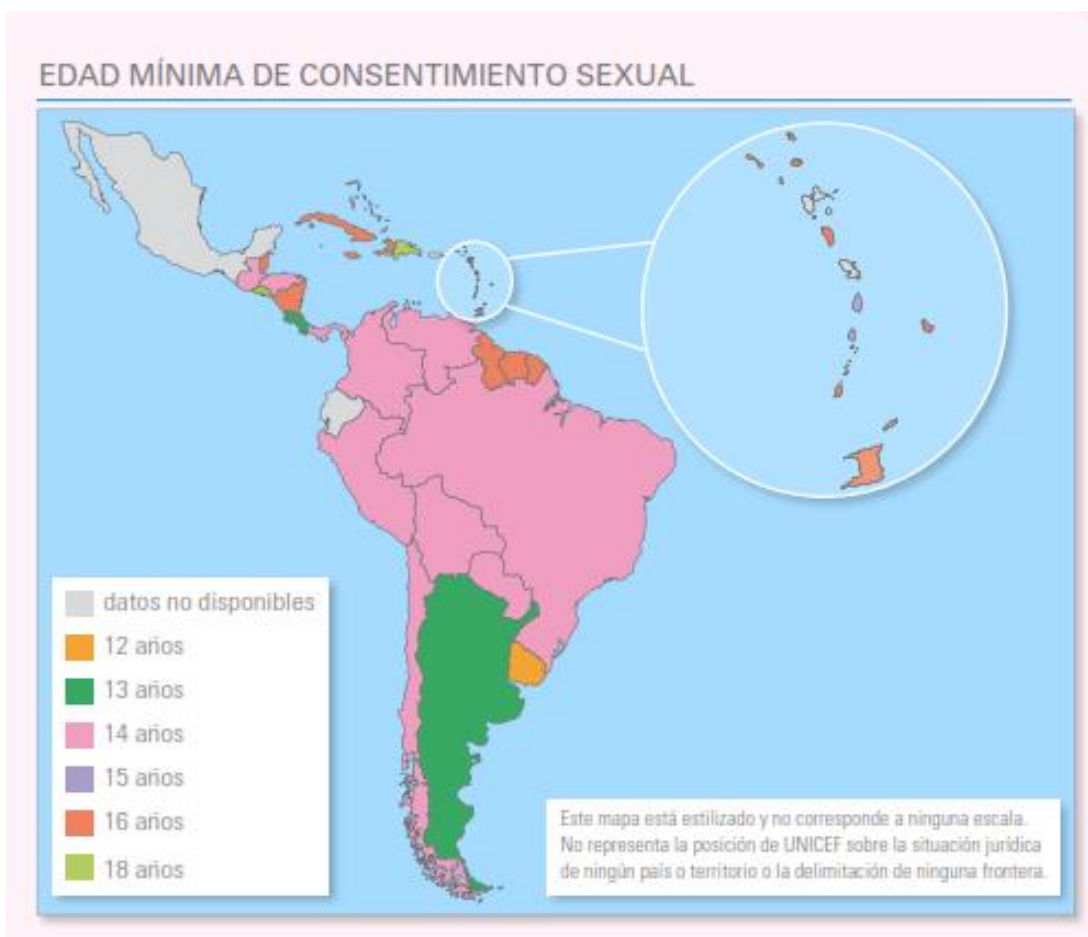 EDAD MÍNIMA DE CONSENTIMIENTO SEXUAL
datos no disponibles
12 años
13 años
14 años
15 años
16 años
18 años
Este mapa está estilizado y no corresponde a ninguna escala.
No representa la posición de UNICEF sobre la situación jurídica
de ningún país o territorio o la delimitación de ninguna frontera.